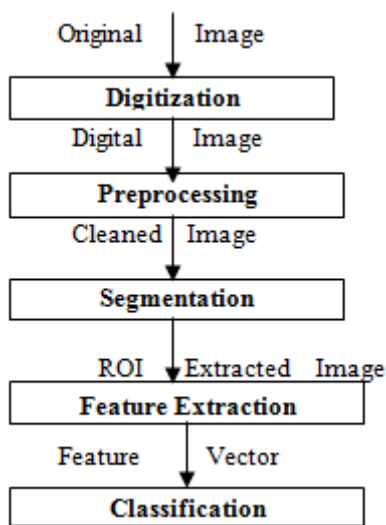 Original Image
Digitization
Digital Image
Preprocessing
Cleaned Image
Segmentation
ROI Extracted Image
Feature Extraction
Feature Vector
Classification